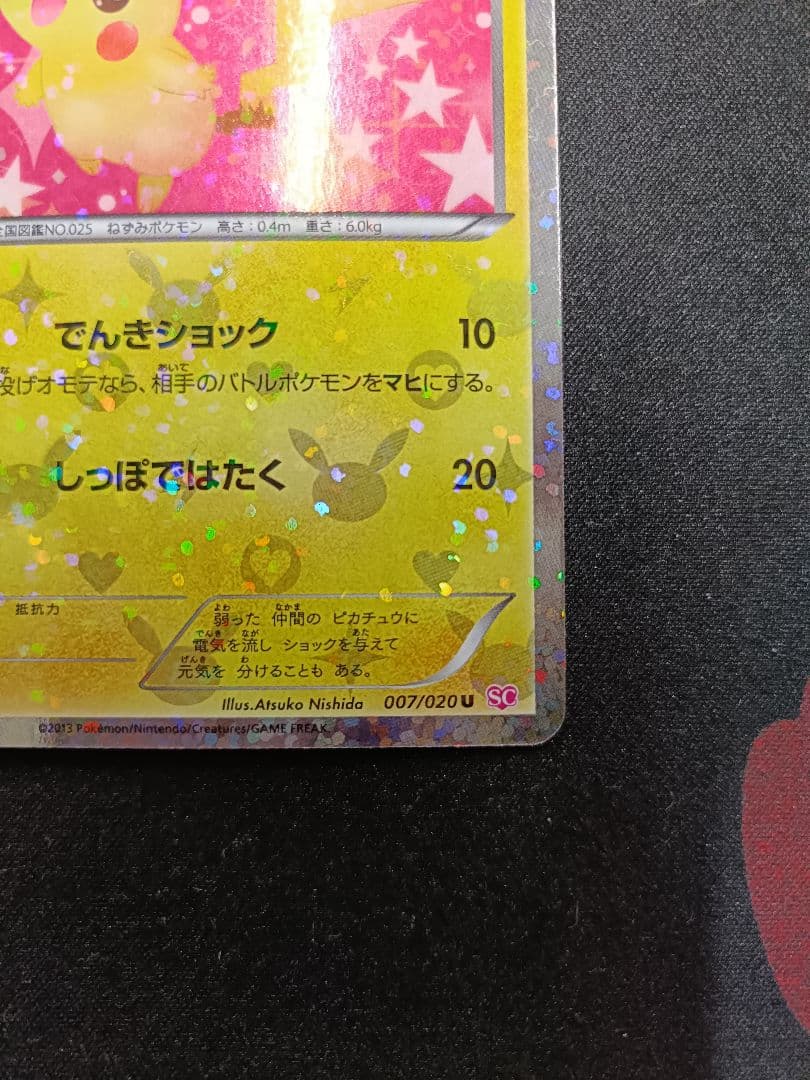 全国図鑑NO.025 ねずみポケモン 高さ：0.4m 重さ：6.0kg
でんきショック 10
投げオモテなら、相手のバトルポケモンをマヒにする。
しっぽではたく 20
抵抗力
弱った 仲間の ピカチュウに
電気を流し ショックを与えて
元気を 分けることも ある。
Illus.Atsuko Nishida 007/020 U SC
©2013 Pokémon/Nintendo/Creatures/GAME FREAK.